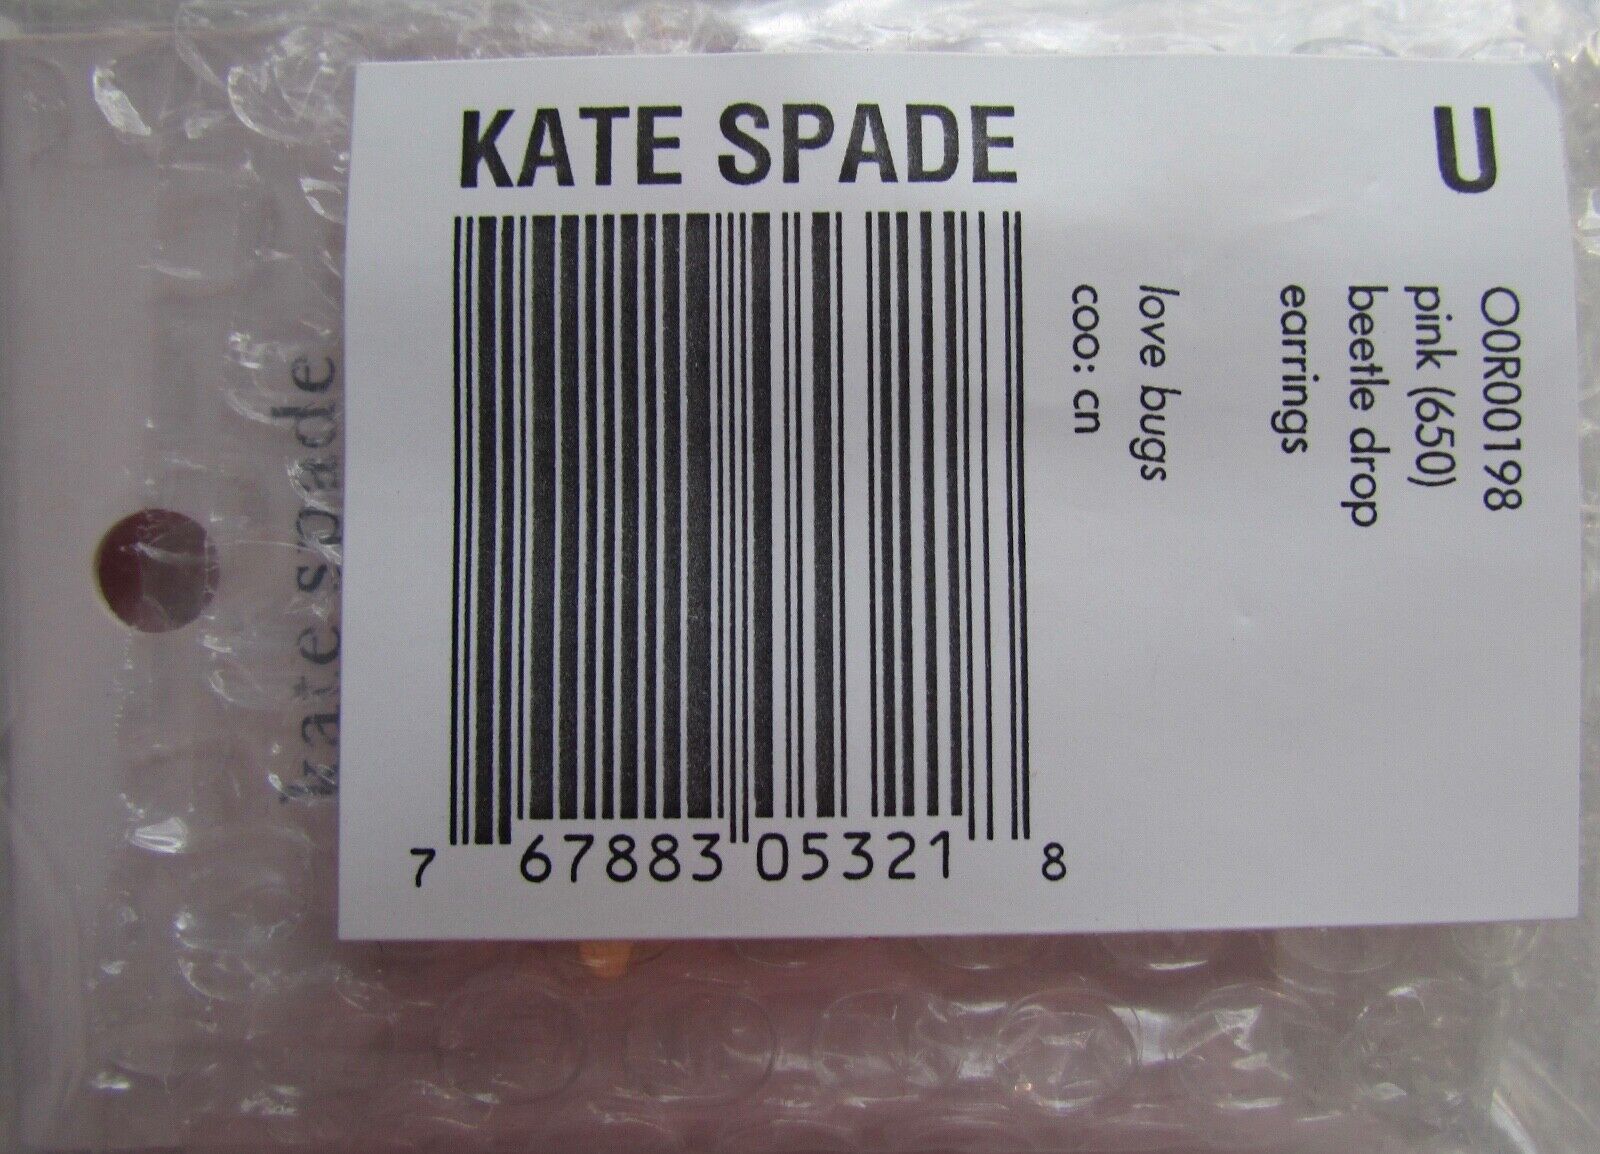 KATE SPADE
U
O0R00198
pink (650)
beetle drop
earrings
love bugs
coo: cn
7 67883 05321 8
kate spade